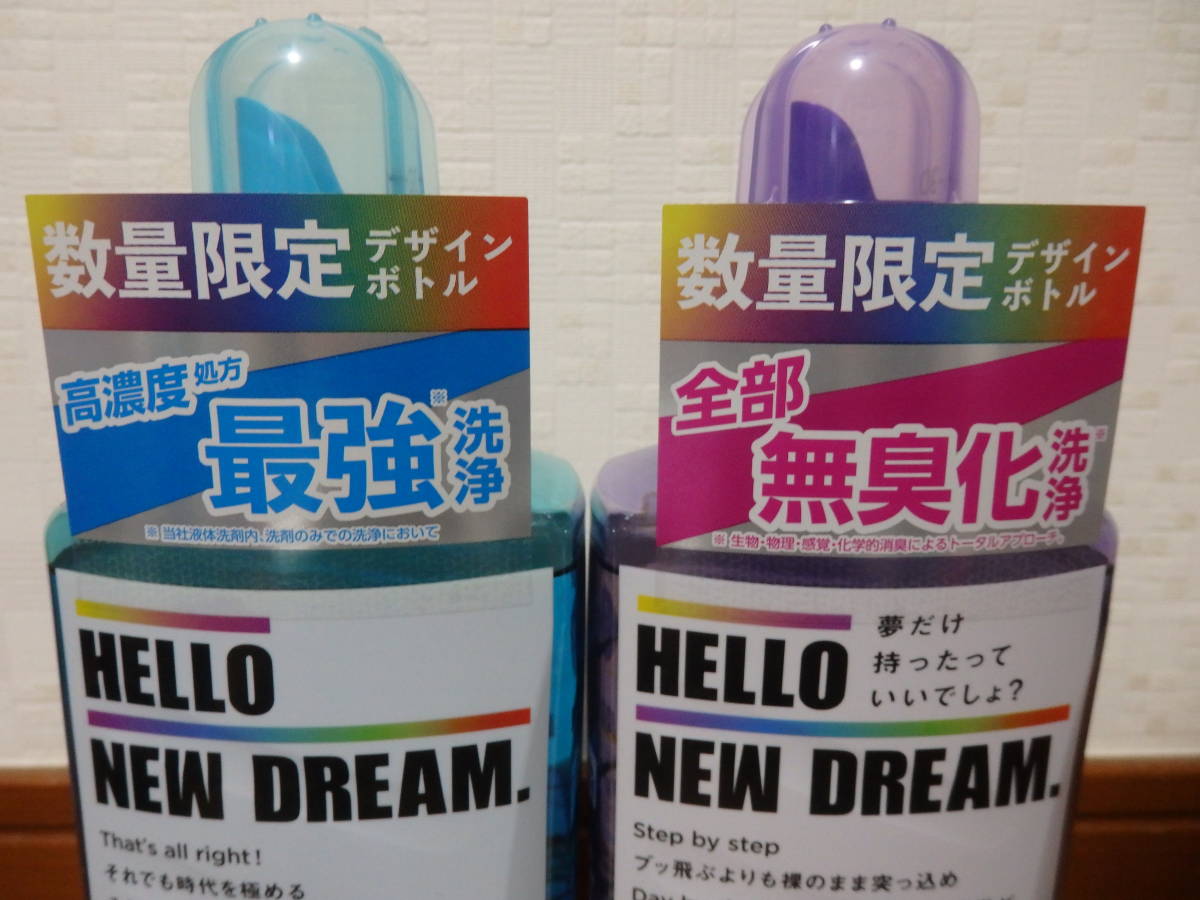 数量限定 デザイン
ボトル
高濃度処方
最強※洗浄
※当社液体洗剤内、洗剤のみでの洗浄において
HELLO
NEW DREAM.
That's all right!
それでも時代を極める
数量限定 デザイン
ボトル
全部
無臭化洗浄※
※生物・物理・感覚・化学的消臭によるトータルアプローチ。
HELLO
夢だけ
持ったって
いいでしょ?
NEW DREAM.
Step by step
ブッ飛ぶよりも裸のまま突っ込め